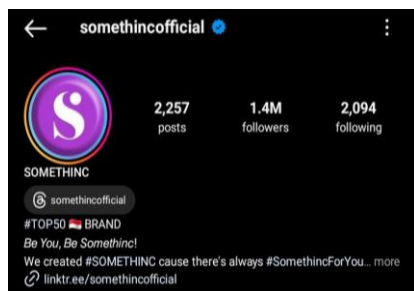 somethincofficial
S
2,257 1.4M 2,094
posts followers following
SOMETHINC
somethincofficial
#TOP50 🇮🇩 BRAND
Be You, Be Somethinc!
We created #SOMETHINC cause there's always #SomethincForYou... more
linktr.ee/somethincofficial